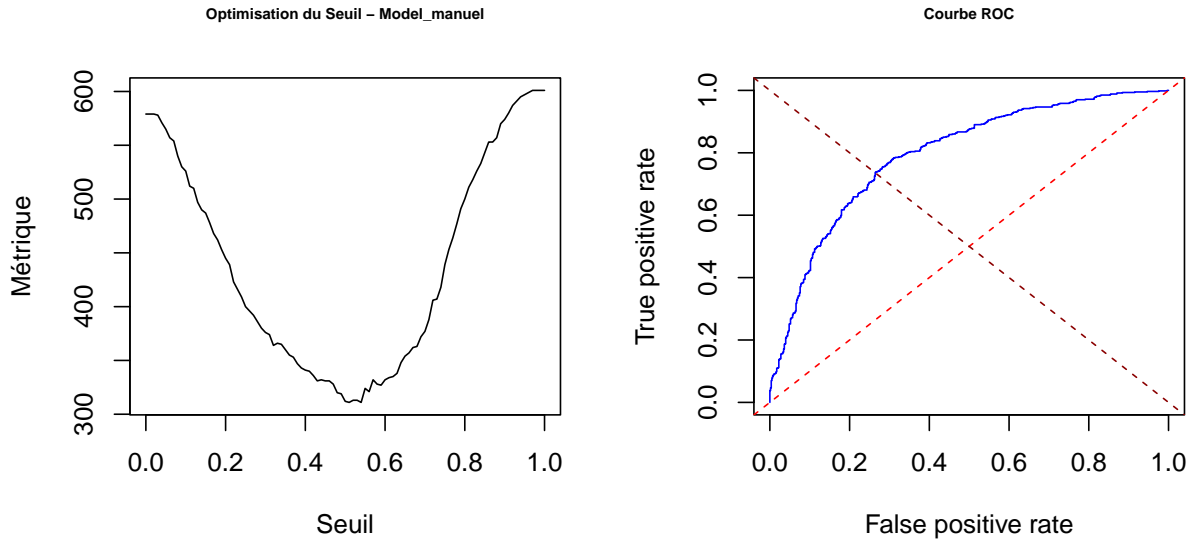 Optimisation du Seuil – Model_manuel
Métrique
600
500
400
300
0.0 0.2 0.4 0.6 0.8 1.0
Seuil
Courbe ROC
True positive rate
1.0
0.8
0.6
0.4
0.2
0.0
0.0 0.2 0.4 0.6 0.8 1.0
False positive rate